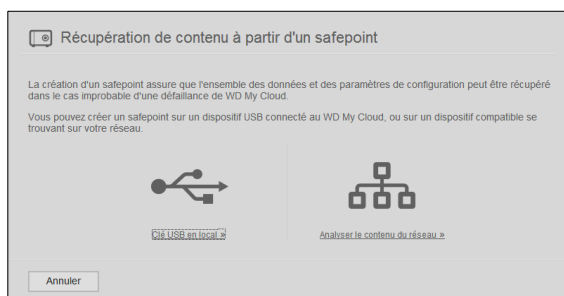 Récupération de contenu à partir d'un safepoint
La création d'un safepoint assure que l'ensemble des données et des paramètres de configuration peut être récupéré
dans le cas improbable d'une défaillance de WD My Cloud.
Vous pouvez créer un safepoint sur un dispositif USB connecté au WD My Cloud, ou sur un dispositif compatible se
trouvant sur votre réseau.
Clé USB en local »
Analyser le contenu du réseau »
Annuler